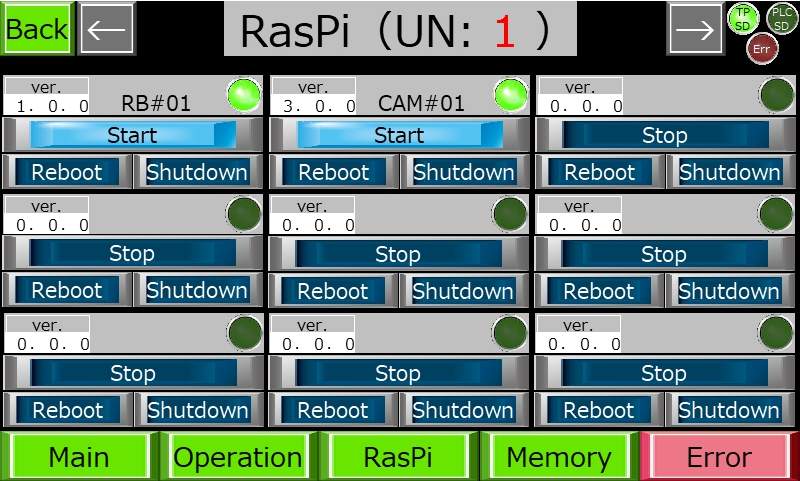 Back ← RasPi (UN: 1 ) → TP SD PLC SD Err
ver. ver. ver.
1. 0. 0 RB#01 3. 0. 0 CAM#01 0. 0. 0
Start Start Stop
Reboot Shutdown Reboot Shutdown Reboot Shutdown
ver. ver. ver.
0. 0. 0 0. 0. 0 0. 0. 0
Stop Stop Stop
Reboot Shutdown Reboot Shutdown Reboot Shutdown
ver. ver. ver.
0. 0. 0 0. 0. 0 0. 0. 0
Stop Stop Stop
Reboot Shutdown Reboot Shutdown Reboot Shutdown
Main Operation RasPi Memory Error